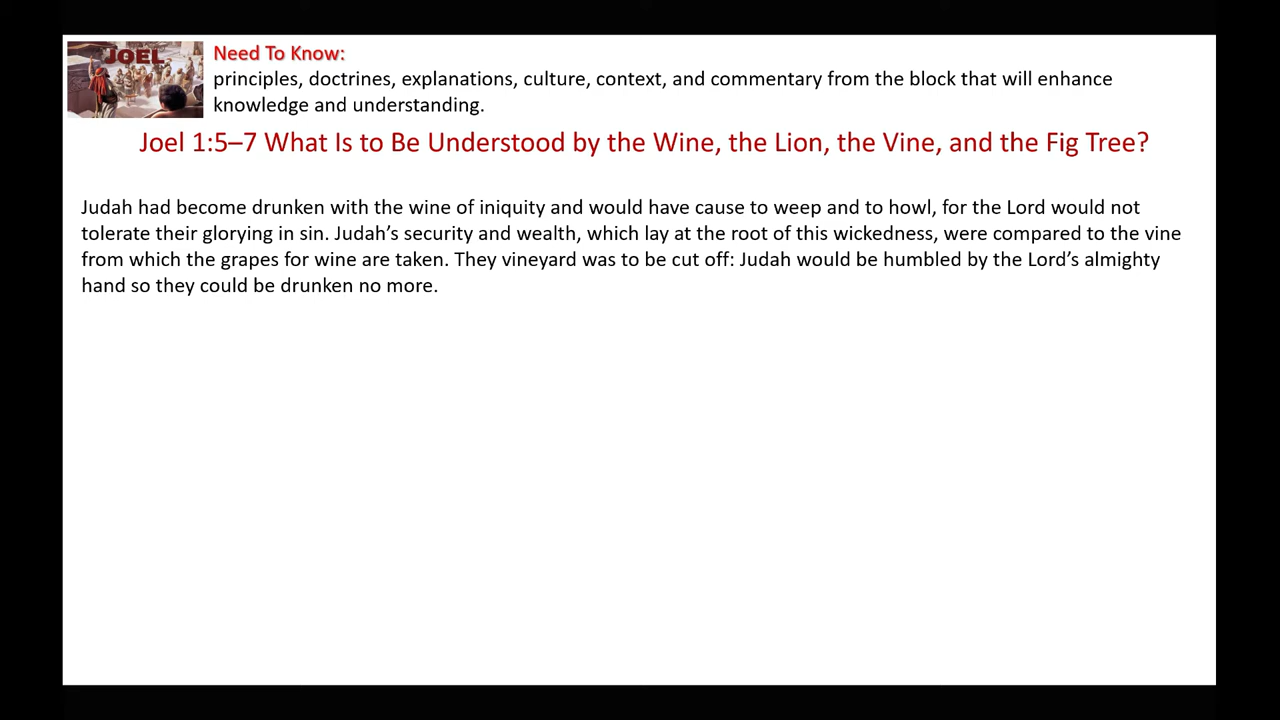 JOEL
Need To Know:
principles, doctrines, explanations, culture, context, and commentary from the block that will enhance
knowledge and understanding.
Joel 1:5–7 What Is to Be Understood by the Wine, the Lion, the Vine, and the Fig Tree?
Judah had become drunken with the wine of iniquity and would have cause to weep and to howl, for the Lord would not
tolerate their glorying in sin. Judah’s security and wealth, which lay at the root of this wickedness, were compared to the vine
from which the grapes for wine are taken. They vineyard was to be cut off: Judah would be humbled by the Lord’s almighty
hand so they could be drunken no more.